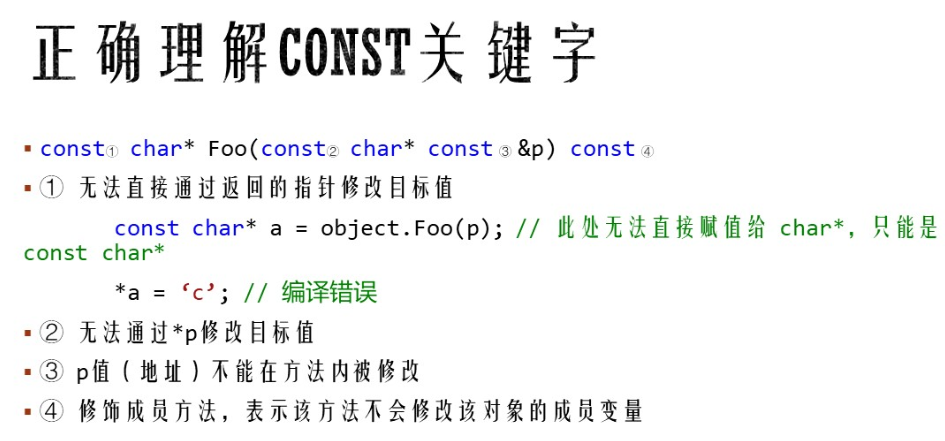 正确理解CONST关键字
▪ const① char* Foo(const② char* const ③ &p) const ④
▪ ① 无法直接通过返回的指针修改目标值
const char* a = object.Foo(p); // 此处无法直接赋值给 char*，只能是
const char*
*a = ‘c’; // 编译错误
▪ ② 无法通过*p修改目标值
▪ ③ p值（地址）不能在方法内被修改
▪ ④ 修饰成员方法，表示该方法不会修改该对象的成员变量